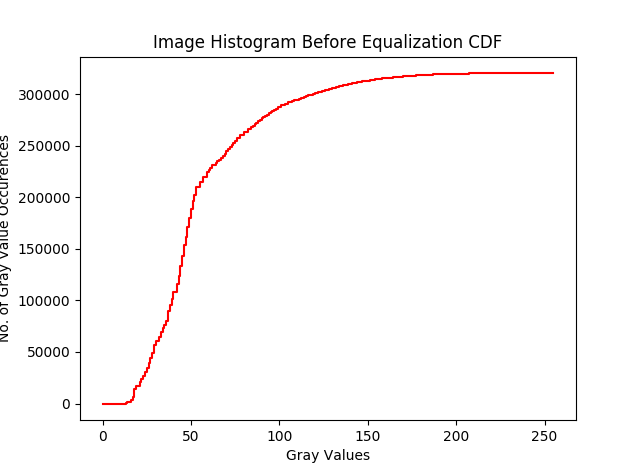 Image Histogram Before Equalization CDF
300000
250000
200000
150000
100000
50000
0
No. of Gray Value Occurences
0 50 100 150 200 250
Gray Values